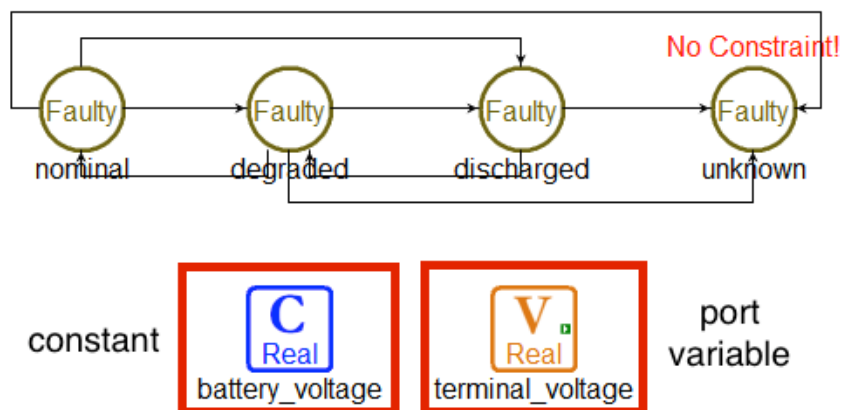 No Constraint!
Faulty Faulty Faulty Faulty
nominal degraded discharged unknown
constant
C
Real
battery_voltage
V
Real
terminal_voltage
port
variable